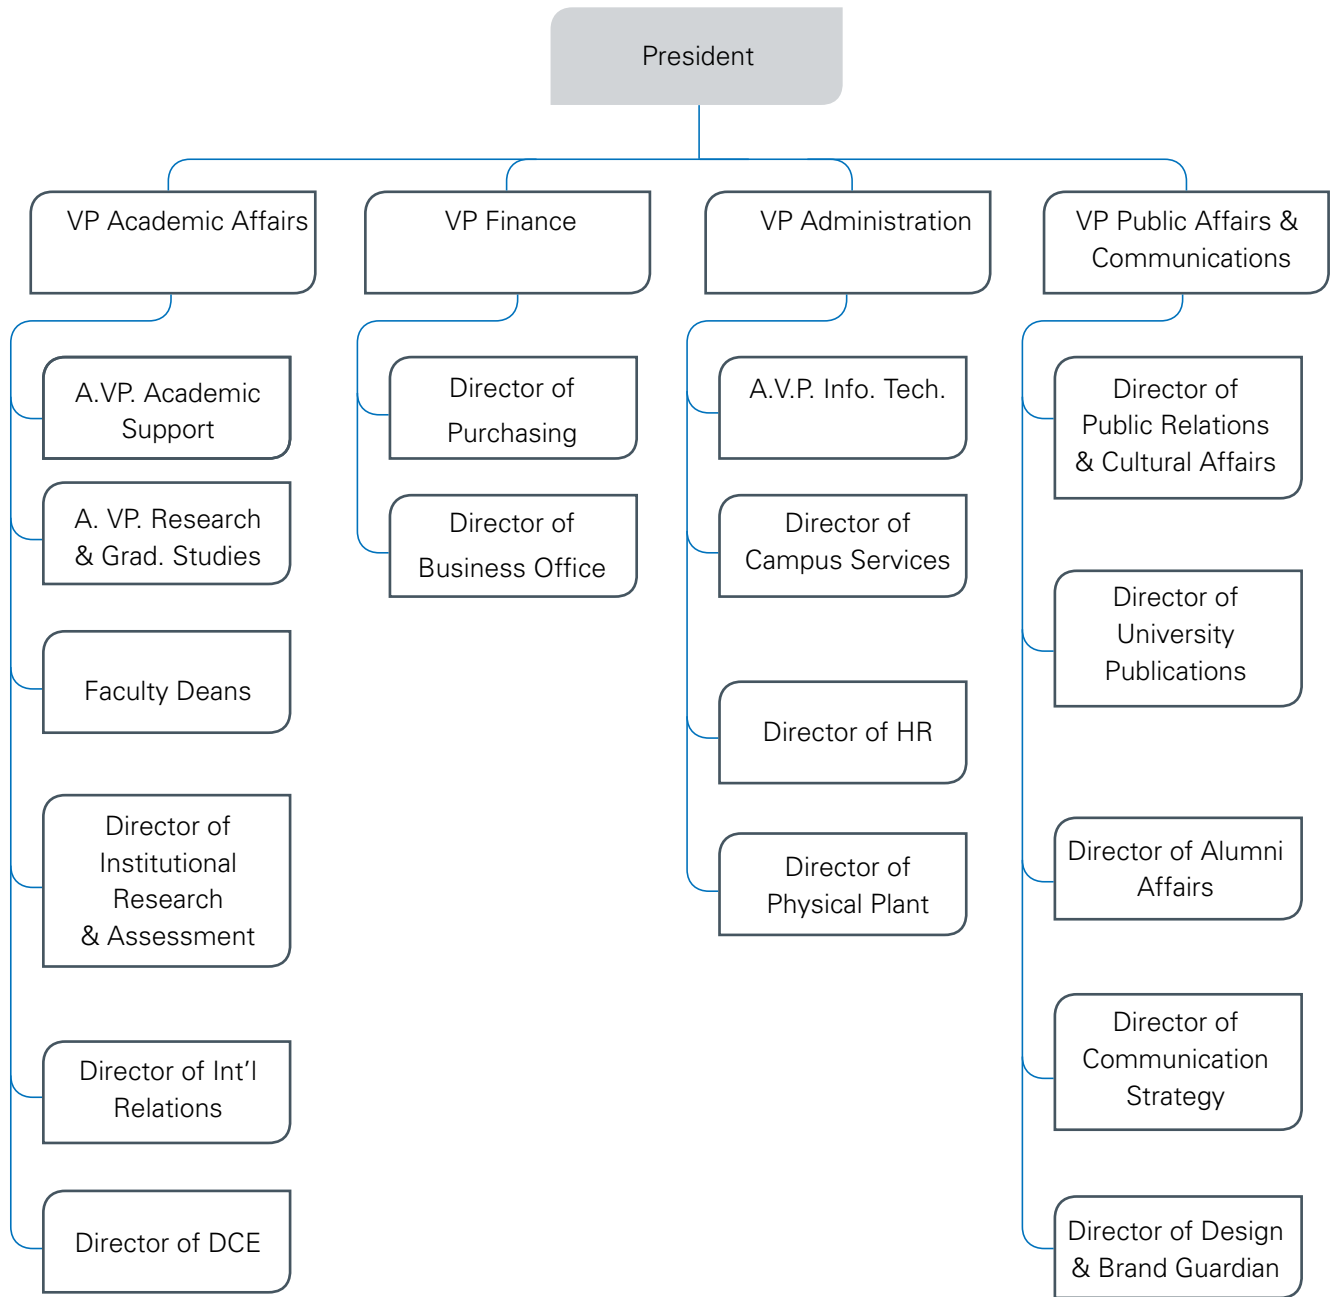 President
VP Academic Affairs
VP Finance
VP Administration
VP Public Affairs &
Communications
A.VP. Academic
Support
A. VP. Research
& Grad. Studies
Faculty Deans
Director of
Institutional
Research
& Assessment
Director of Int’l
Relations
Director of DCE
Director of
Purchasing
Director of
Business Office
A.V.P. Info. Tech.
Director of
Campus Services
Director of HR
Director of
Physical Plant
Director of
Public Relations
& Cultural Affairs
Director of
University
Publications
Director of Alumni
Affairs
Director of
Communication
Strategy
Director of Design
& Brand Guardian